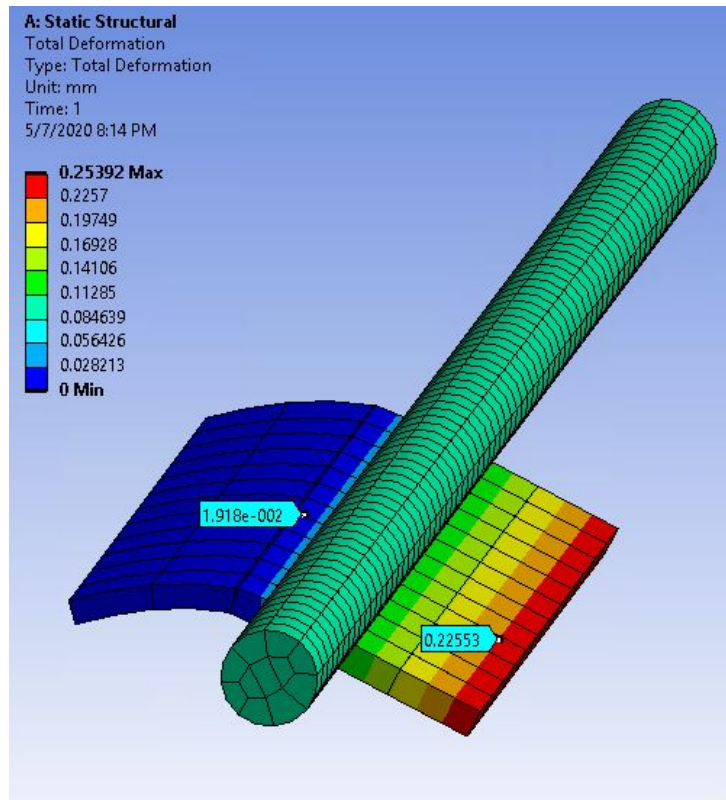 A: Static Structural
Total Deformation
Type: Total Deformation
Unit: mm
Time: 1
5/7/2020 8:14 PM
0.25392 Max
0.2257
0.19749
0.16928
0.14106
0.11285
0.084639
0.056426
0.028213
0 Min
1.918e-002
0.22553